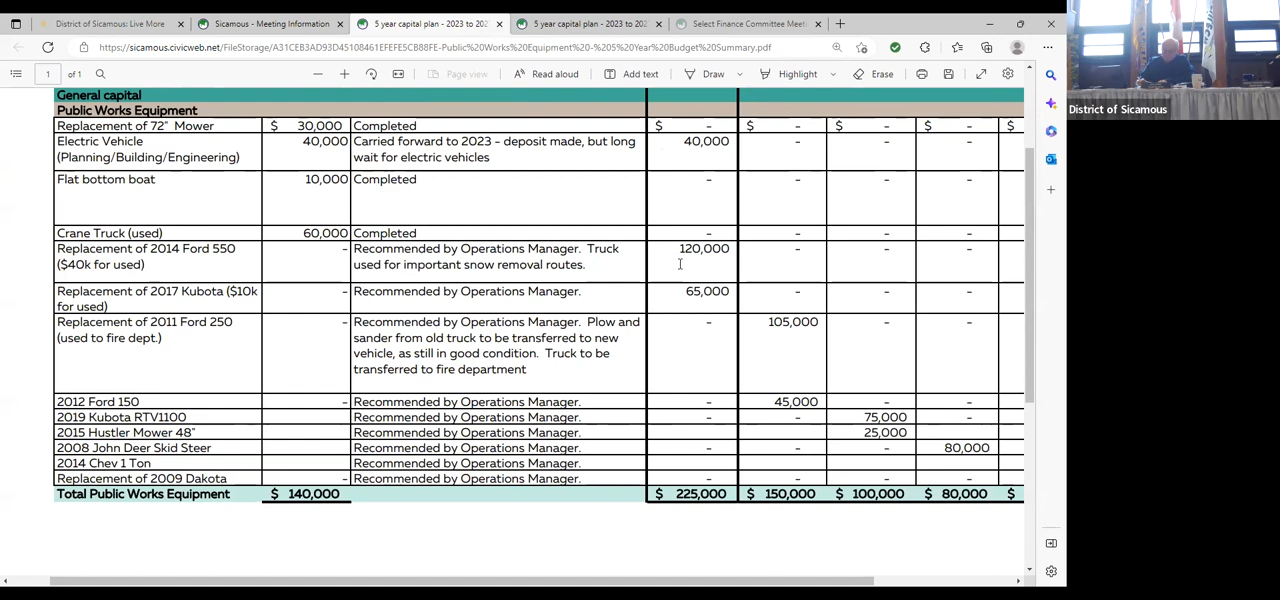 District of Sicamous: Live More
Sicamous - Meeting Information
5 year capital plan - 2023 to 202
5 year capital plan - 2023 to 202
Select Finance Committee Meeti
https://sicamous.civicweb.net/FileStorage/A31CEB3AD93D45108461EFEFE5CB88FE-Public%20Works%20Equipment%20-%205%20Year%20Budget%20Summary.pdf
1 of 1
Page view
Read aloud
Add text
Draw
Highlight
Erase
District of Sicamous
General capital
Public Works Equipment
Replacement of 72" Mower $ 30,000 Completed $ - $ - $ - $ - $
Electric Vehicle 40,000 Carried forward to 2023 - deposit made, but long 40,000 - - -
(Planning/Building/Engineering) wait for electric vehicles
Flat bottom boat 10,000 Completed - - - -
Crane Truck (used) 60,000 Completed - - - -
Replacement of 2014 Ford 550 - Recommended by Operations Manager. Truck 120,000 - - -
($40k for used) used for important snow removal routes.
Replacement of 2017 Kubota ($10k - Recommended by Operations Manager. 65,000 - - -
for used)
Replacement of 2011 Ford 250 - Recommended by Operations Manager. Plow and - 105,000 - -
(used to fire dept.) sander from old truck to be transferred to new
vehicle, as still in good condition. Truck to be
transferred to fire department
2012 Ford 150 - Recommended by Operations Manager. - 45,000 - -
2019 Kubota RTV1100 Recommended by Operations Manager. - - 75,000 -
2015 Hustler Mower 48" Recommended by Operations Manager. 25,000
2008 John Deer Skid Steer Recommended by Operations Manager. - - - 80,000
2014 Chev 1 Ton Recommended by Operations Manager.
Replacement of 2009 Dakota - Recommended by Operations Manager. - - - -
Total Public Works Equipment $ 140,000 $ 225,000 $ 150,000 $ 100,000 $ 80,000 $